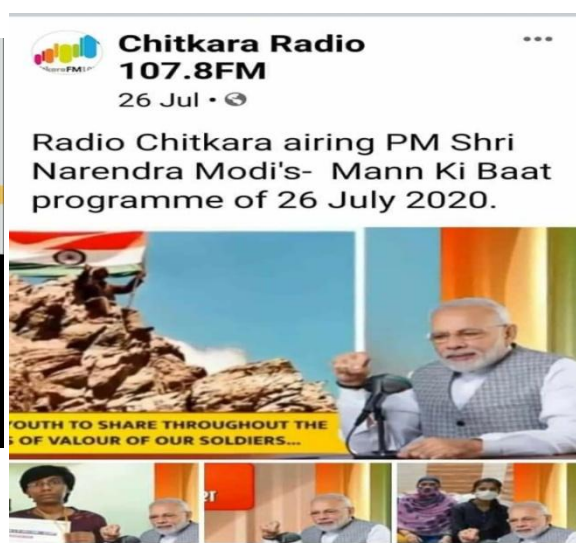 Chitkara Radio
107.8FM
26 Jul •
Radio Chitkara airing PM Shri
Narendra Modi's- Mann Ki Baat
programme of 26 July 2020.
OUTH TO SHARE THROUGHOUT THE
OF VALOUR OF OUR SOLDIERS...